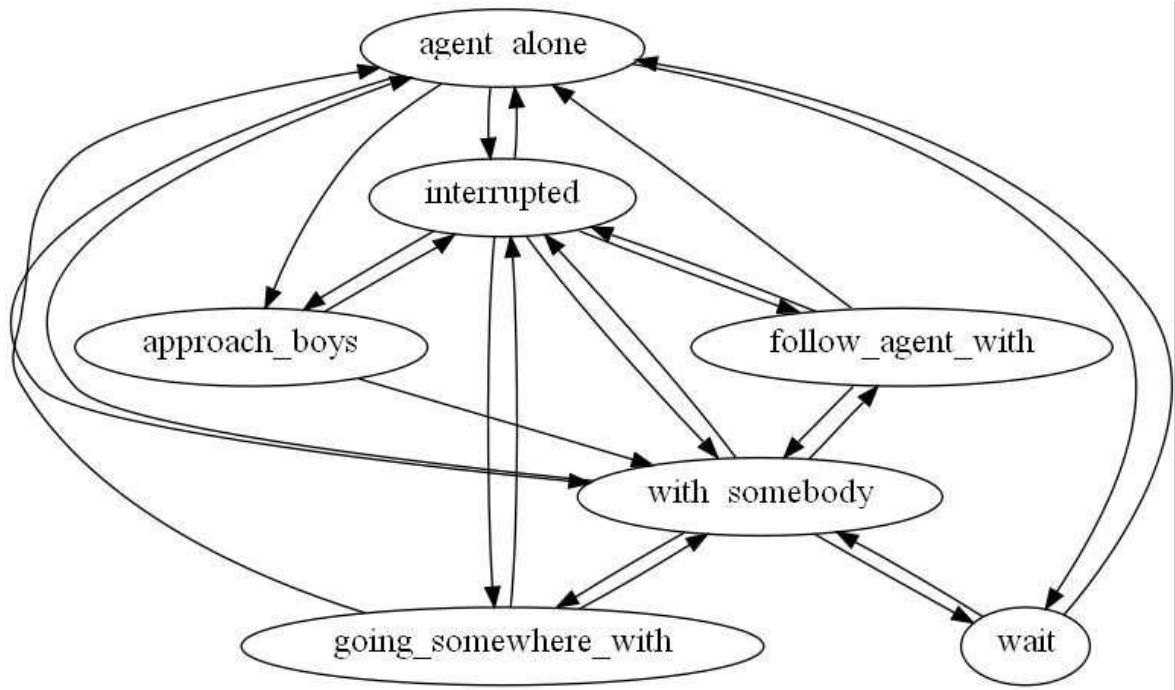 agent alone
interrupted
approach_boys
follow_agent_with
with somebody
going_somewhere_with
wait